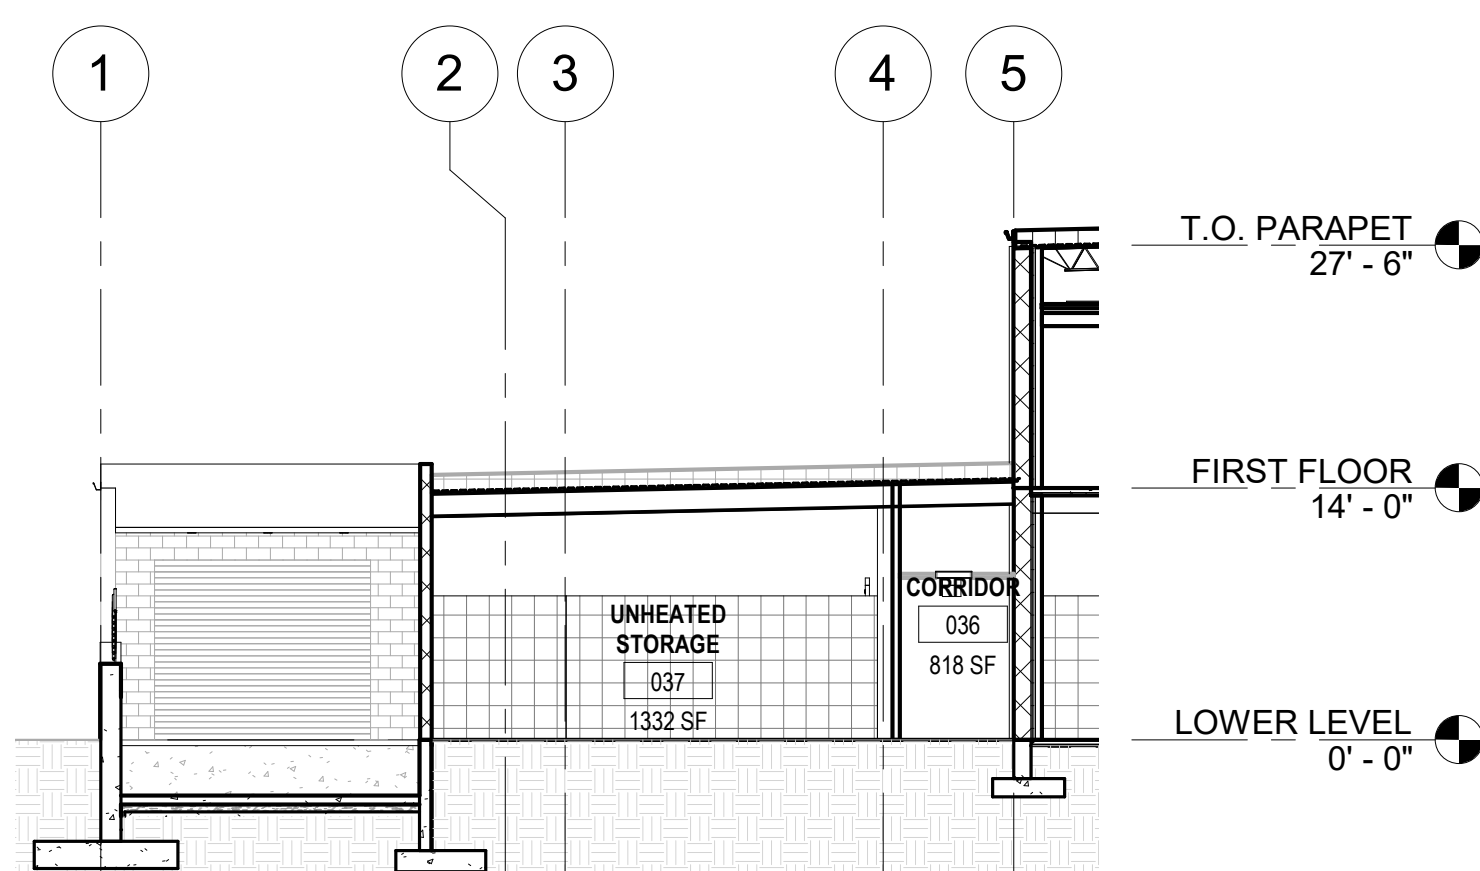 1
2
3
4
5
T.O. PARAPET
27' - 6"
FIRST FLOOR
14' - 0"
CORRIDOR
036
818 SF
UNHEATED
STORAGE
037
1332 SF
LOWER LEVEL
0' - 0"